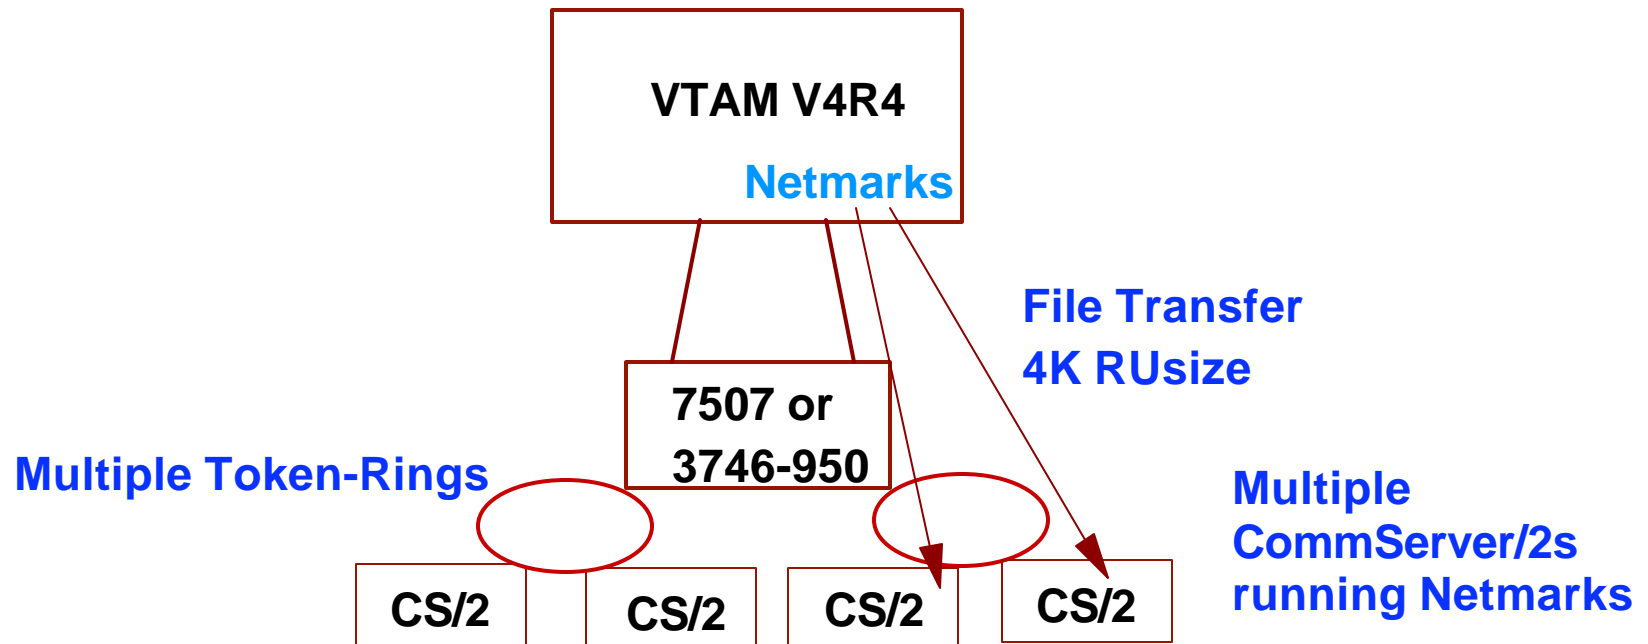 VTAM V4R4
Netmarks
File Transfer
4K RUsize
7507 or
3746-950
Multiple Token-Rings
Multiple
CommServer/2s
running Netmarks
CS/2
CS/2
CS/2
CS/2